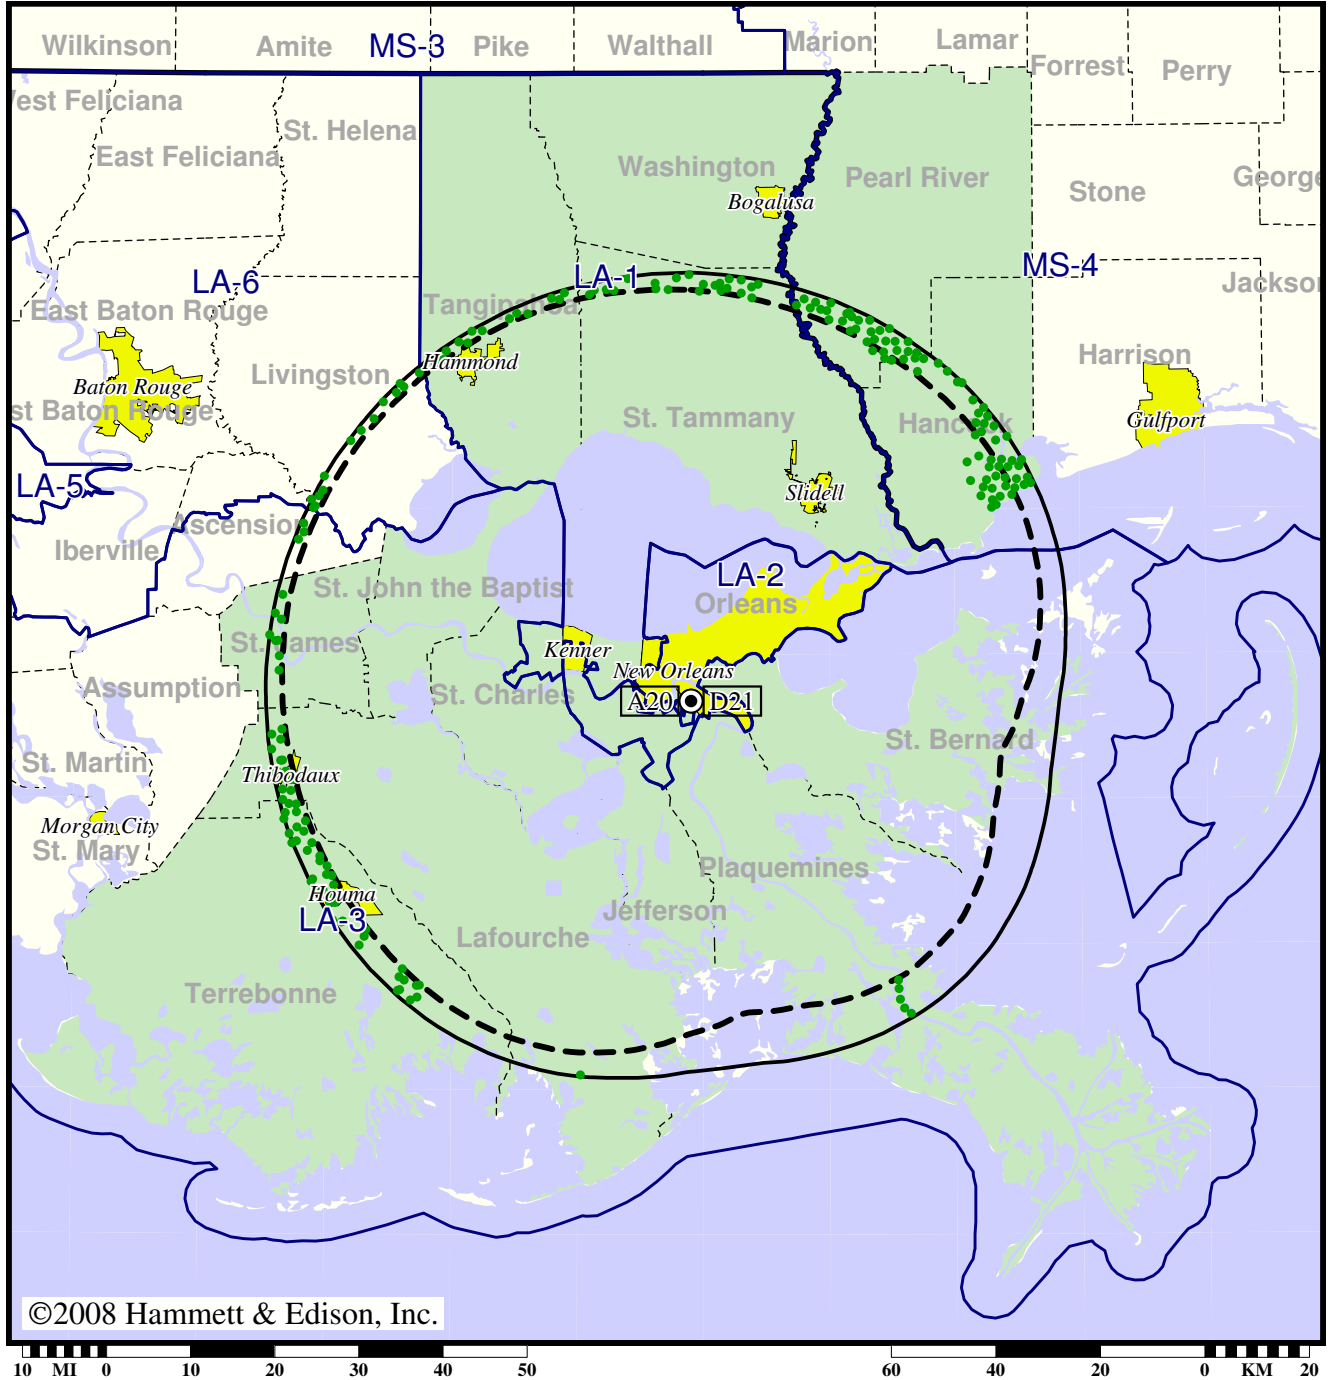 Wilkinson
Amite
MS-3
Pike
Walthall
Marion
Lamar
Forrest
Perry
est Feliciana
St. Helena
East Feliciana
Washington
Pearl River
Stone
George
Bogalusa
LA-6
LA-1
MS-4
Jackson
East Baton Rouge
Tangipahoa
Hammond
Harrison
Livingston
Baton Rouge
st Baton Rouge
St. Tammany
Hancock
Gulfport
LA-5
Slidell
Ascension
Iberville
St. John the Baptist
LA-2
Orleans
St. James
Kenner
New Orleans
Assumption
St. Charles
A20
D21
St. Bernard
St. Martin
Thibodaux
Morgan City
St. Mary
Plaquemines
Houma
LA-3
Jefferson
Lafourche
Terrebonne
©2008 Hammett & Edison, Inc.
10 MI 0 10 20 30 40 50
60 40 20 0 KM 20